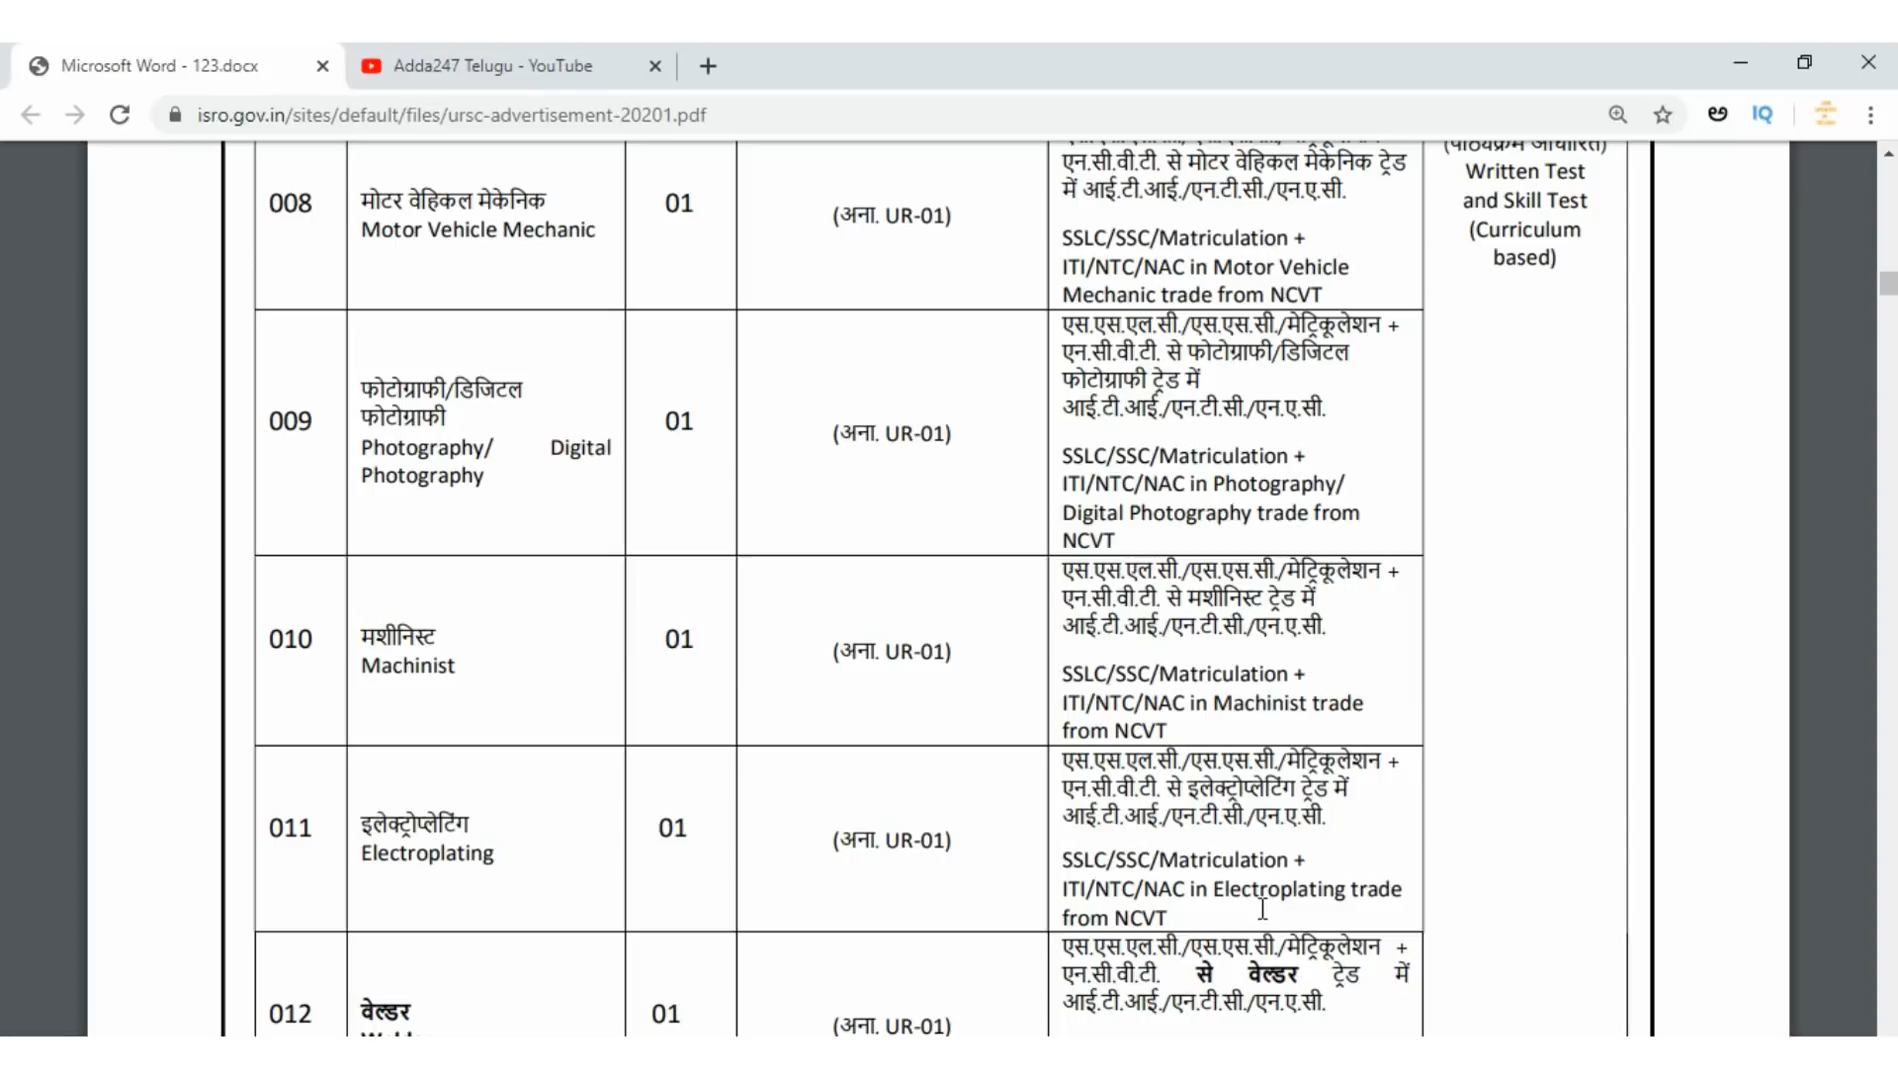 Microsoft Word - 123.docx
Adda247 Telugu - YouTube
isro.gov.in/sites/default/files/ursc-advertisement-20201.pdf
IQ
008
मोटर वेहिकल मेकेनिक
Motor Vehicle Mechanic
01
(अना. UR-01)
एन.सी.वी.टी. से मोटर वेहिकल मेकेनिक ट्रेड
में आई.टी.आई./एन.टी.सी./एन.ए.सी.
SSLC/SSC/Matriculation +
ITI/NTC/NAC in Motor Vehicle
Mechanic trade from NCVT
(पाठ्यक्रम आधारित)
Written Test
and Skill Test
(Curriculum
based)
009
फोटोग्राफी/डिजिटल
फोटोग्राफी
Photography/ Digital
Photography
01
(अना. UR-01)
एस.एस.एल.सी./एस.एस.सी./मेट्रिकूलेशन +
एन.सी.वी.टी. से फोटोग्राफी/डिजिटल
फोटोग्राफी ट्रेड में
आई.टी.आई./एन.टी.सी./एन.ए.सी.
SSLC/SSC/Matriculation +
ITI/NTC/NAC in Photography/
Digital Photography trade from
NCVT
010
मशीनिस्ट
Machinist
01
(अना. UR-01)
एस.एस.एल.सी./एस.एस.सी./मेट्रिकूलेशन +
एन.सी.वी.टी. से मशीनिस्ट ट्रेड में
आई.टी.आई./एन.टी.सी./एन.ए.सी.
SSLC/SSC/Matriculation +
ITI/NTC/NAC in Machinist trade
from NCVT
011
इलेक्ट्रोप्लेटिंग
Electroplating
01
(अना. UR-01)
एस.एस.एल.सी./एस.एस.सी./मेट्रिकूलेशन +
एन.सी.वी.टी. से इलेक्ट्रोप्लेटिंग ट्रेड में
आई.टी.आई./एन.टी.सी./एन.ए.सी.
SSLC/SSC/Matriculation +
ITI/NTC/NAC in Electroplating trade
from NCVT
012
वेल्डर
01
(अना. UR-01)
एस.एस.एल.सी./एस.एस.सी./मेट्रिकूलेशन +
एन.सी.वी.टी. से वेल्डर ट्रेड में
आई.टी.आई./एन.टी.सी./एन.ए.सी.